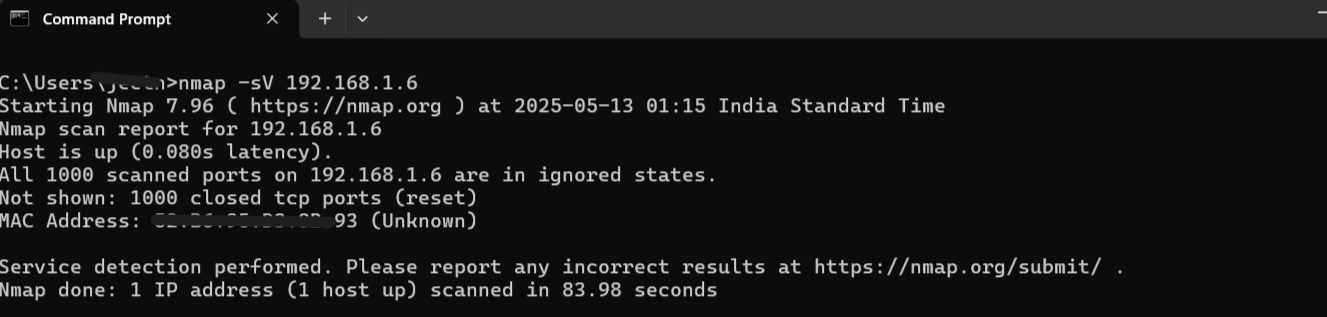 Command Prompt
C:\Users\>nmap -sV 192.168.1.6
Starting Nmap 7.96 ( https://nmap.org ) at 2025-05-13 01:15 India Standard Time
Nmap scan report for 192.168.1.6
Host is up (0.080s latency).
All 1000 scanned ports on 192.168.1.6 are in ignored states.
Not shown: 1000 closed tcp ports (reset)
MAC Address: 93 (Unknown)
Service detection performed. Please report any incorrect results at https://nmap.org/submit/ .
Nmap done: 1 IP address (1 host up) scanned in 83.98 seconds